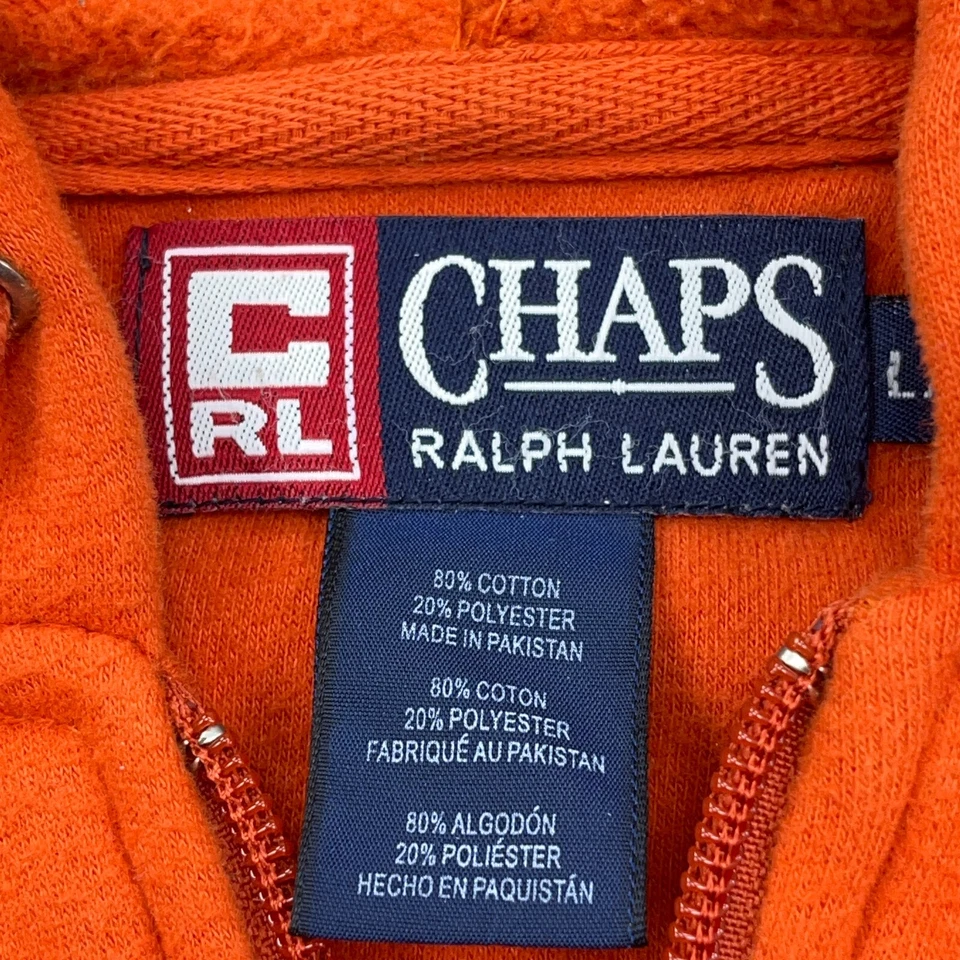 C
RL
CHAPS
RALPH LAUREN
80% COTTON
20% POLYESTER
MADE IN PAKISTAN
80% COTON
20% POLYESTER
FABRIQUÉ AU PAKISTAN
80% ALGODÓN
20% POLIÉSTER
HECHO EN PAQUISTÁN